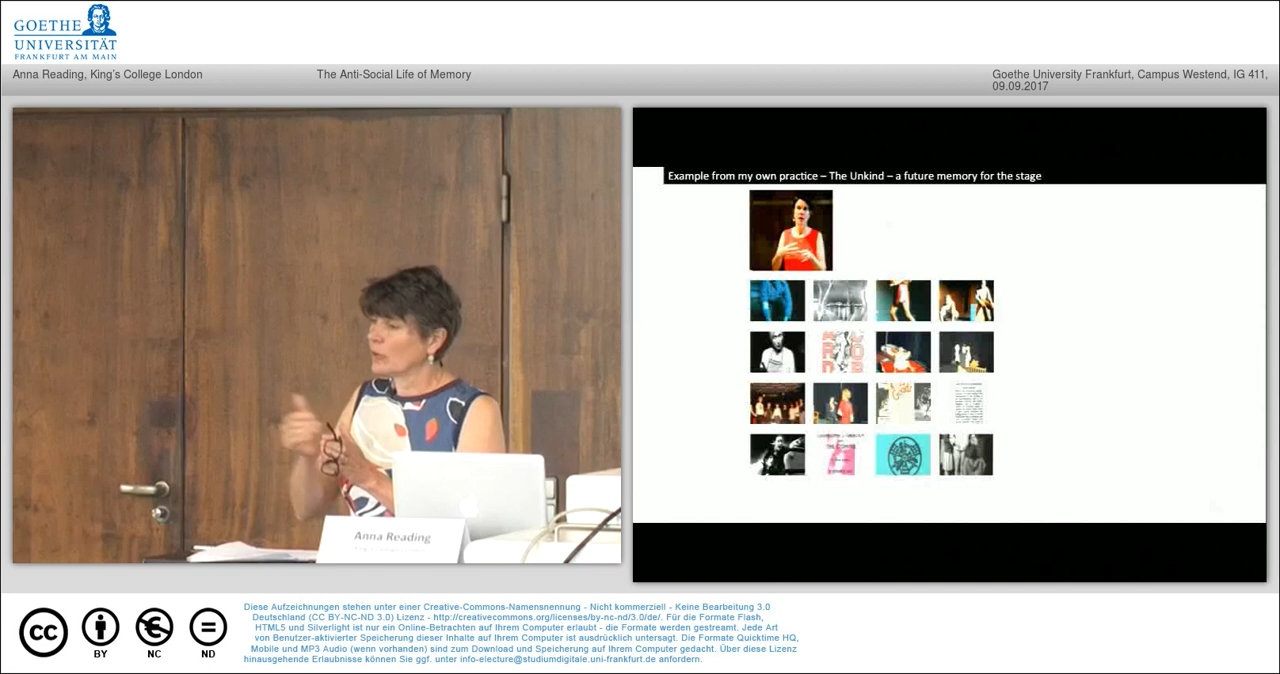 GOETHE
UNIVERSITÄT
FRANKFURT AM MAIN
Anna Reading, King's College London
The Anti-Social Life of Memory
Goethe University Frankfurt, Campus Westend, IG 411,
09.09.2017
Example from my own practice – The Unkind – a future memory for the stage
Anna Reading
CC
BY
NC
ND
Diese Aufzeichnungen stehen unter einer Creative-Commons-Namensnennung - Nicht kommerziell - Keine Bearbeitung 3.0
Deutschland (CC BY-NC-ND 3.0) Lizenz - http://creativecommons.org/licenses/by-nc-nd/3.0/de/. Für die Formate Flash,
HTML5 und Silverlight ist nur ein Online-Betrachten auf Ihrem Computer erlaubt - die Formate werden gestreamt. Jede Art
von Benutzer-aktivierter Speicherung dieser Inhalte auf Ihrem Computer ist ausdrücklich untersagt. Die Formate Quicktime HQ,
Mobile und MP3 Audio (wenn vorhanden) sind zum Download und Speicherung auf Ihrem Computer gedacht. Über diese Lizenz
hinausgehende Erlaubnisse können Sie ggf. unter info-electure@studiumdigitale.uni-frankfurt.de anfordern.